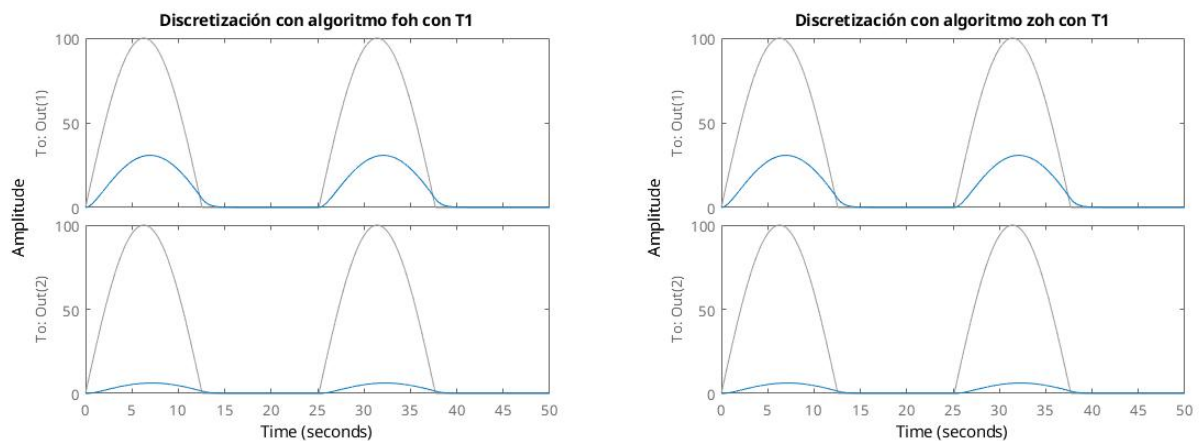 Discretización con algoritmo foh con T1
100
50
0
To: Out(1)
100
50
0
To: Out(2)
Amplitude
0 5 10 15 20 25 30 35 40 45 50
Time (seconds)
Discretización con algoritmo zoh con T1
100
50
0
To: Out(1)
100
50
0
To: Out(2)
Amplitude
0 5 10 15 20 25 30 35 40 45 50
Time (seconds)